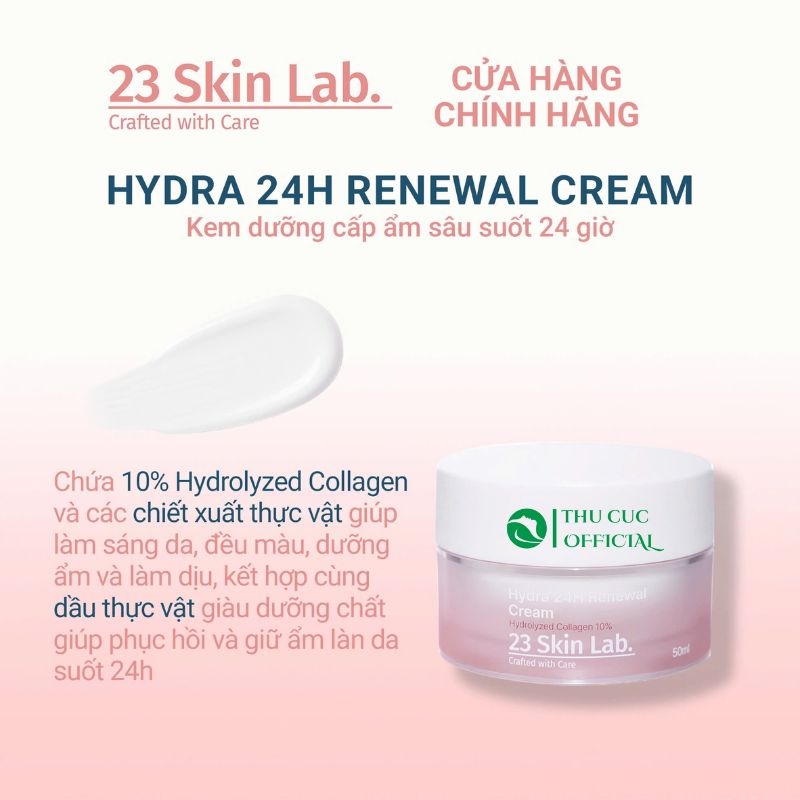 23 Skin Lab.
Crafted with Care
CỬA HÀNG
CHÍNH HÃNG
HYDRA 24H RENEWAL CREAM
Kem dưỡng cấp ẩm sâu suốt 24 giờ
Chứa 10% Hydrolyzed Collagen
và các chiết xuất thực vật giúp
làm sáng da, đều màu, dưỡng
ẩm và làm dịu, kết hợp cùng
dầu thực vật giàu dưỡng chất
giúp phục hồi và giữ ẩm làn da
suốt 24h
THU CUC
OFFICIAL
Hydra 24H Renewal
Cream
Hydrolyzed Collagen 10%
23 Skin Lab.
Crafted with Care
50ml